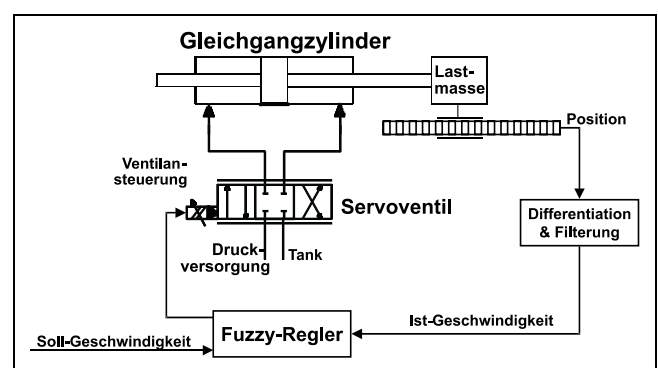 Gleichgangzylinder
Last-
masse
Position
Ventilan-
steuerung
Servoventil
Differentiation
& Filterung
Druck-
versorgung
Tank
Ist-Geschwindigkeit
Fuzzy-Regler
Soll-Geschwindigkeit